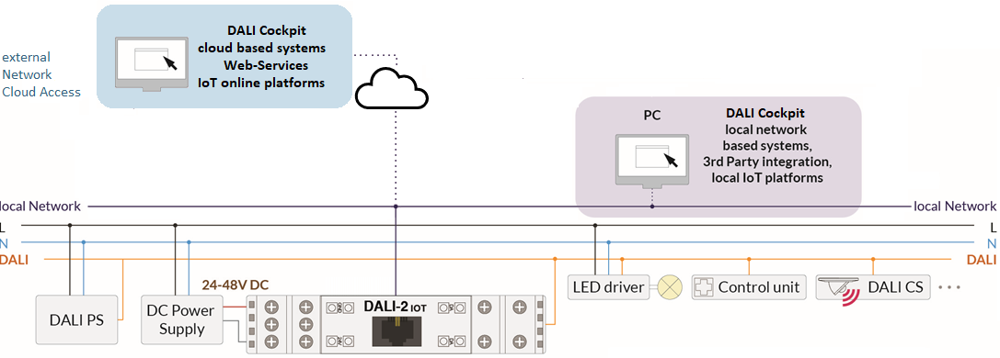 DALI Cockpit
cloud based systems
Web-Services
IoT online platforms
external
Network
Cloud Access
PC
DALI Cockpit
local network
based systems,
3rd Party integration,
local IoT platforms
local Network
local Network
L
L
N
N
DALI
DALI
24-48V DC
DALI PS
DC Power
Supply
DALI-2 IOT
LED driver
Control unit
DALI CS